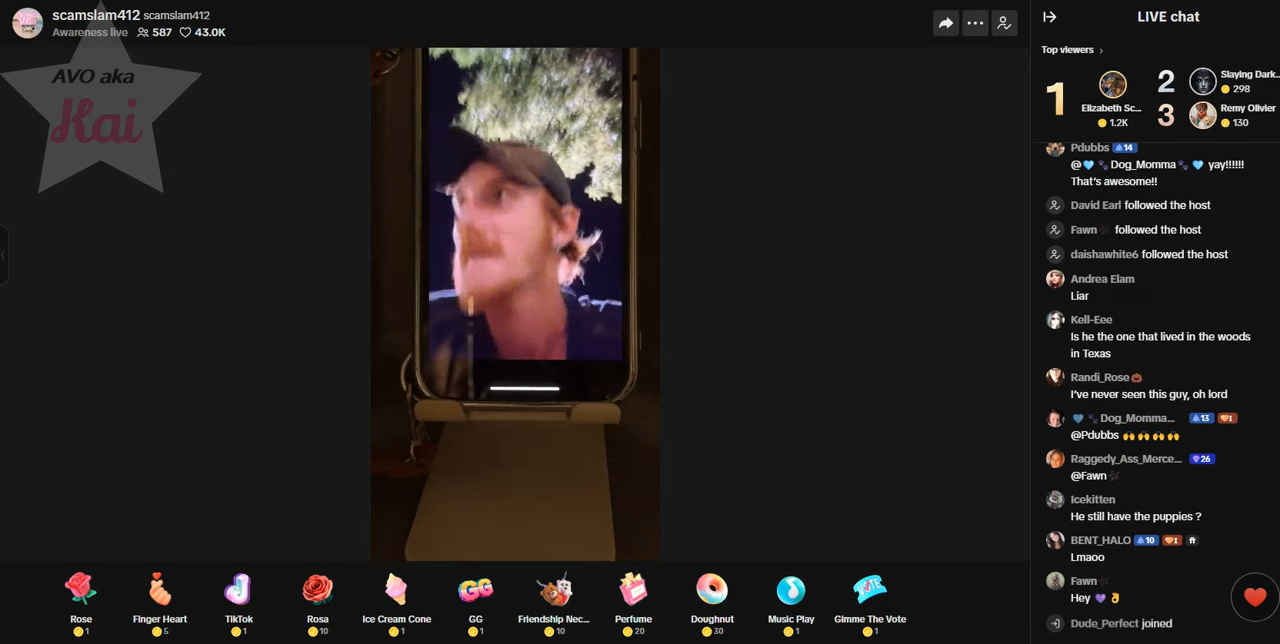 scamslam412 scamslam412
Awareness live 587 43.0K
AVO aka
Kai
LIVE chat
Top viewers
1
Elizabeth Sc...
1.2K
2
Slaying Dark...
298
3
Remy Olivier
130
Pdubbs 14
@💙 🐾 Dog_Momma🐾 💙 yay!!!!!!
That's awesome!!
David Earl followed the host
Fawn followed the host
daishawhite6 followed the host
Andrea Elam
Liar
Kell-Eee
Is he the one that lived in the woods
in Texas
Randi_Rose🎃
I've never seen this guy, oh lord
💙 🐾 Dog_Momma... 13 I
@Pdubbs 🙌 🙌 🙌 🙌
Raggedy_Ass_Merce... 26
@Fawn
Icekitten
He still have the puppies ?
BENT_HALO 10 I
Lmaoo
Fawn
Hey 💜 👌
Dude_Perfect joined
Rose
1
Finger Heart
5
TikTok
1
Rosa
10
Ice Cream Cone
1
GG
GG
1
Friendship Nec...
10
Perfume
20
Doughnut
30
Music Play
1
VOTE
Gimme The Vote
1